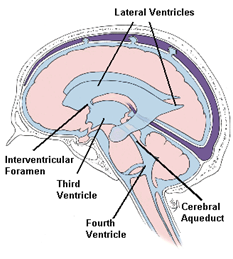 Lateral Ventricles
Interventricular
Foramen
Third
Ventricle
Cerebral
Aqueduct
Fourth
Ventricle